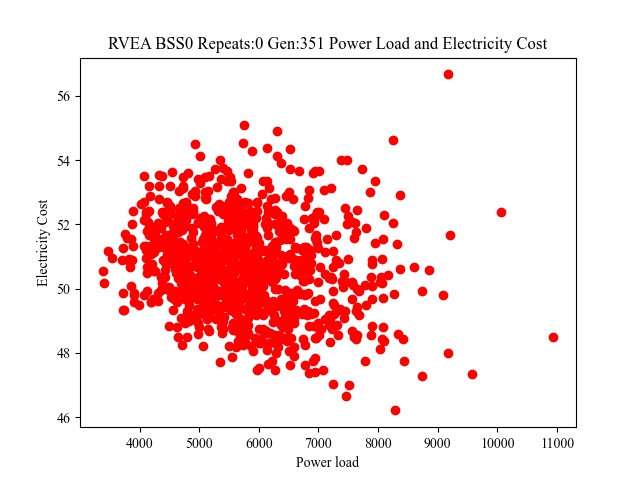 RVEA BSS0 Repeats:0 Gen:351 Power Load and Electricity Cost
56
54
52
50
48
46
Electricity Cost
4000 5000 6000 7000 8000 9000 10000 11000
Power load